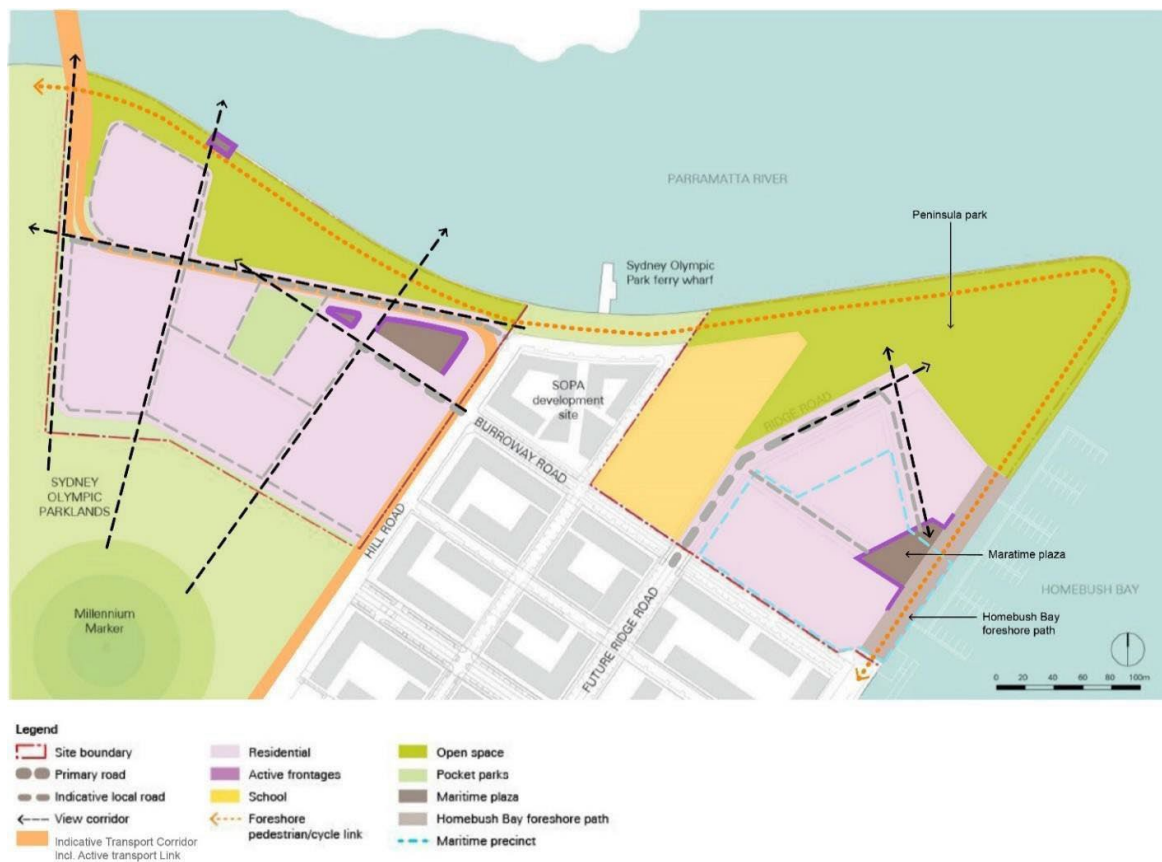 PARRAMATTA RIVER
Peninsula park
Sydney Olympic
Park ferry wharf
SOPA
development
site
RIDGE ROAD
BURROWAY ROAD
SYDNEY
OLYMPIC
PARKLANDS
HILL ROAD
Maratime plaza
Millennium
Marker
HOMEBUSH BAY
FUTURE RIDGE ROAD
Homebush Bay
foreshore path
0 20 40 60 80 100m
Legend
Site boundary
Primary road
Indicative local road
View corridor
Indicative Transport Corridor
Incl. Active transport Link
Residential
Active frontages
School
Foreshore
pedestrian/cycle link
Open space
Pocket parks
Maritime plaza
Homebush Bay foreshore path
Maritime precinct